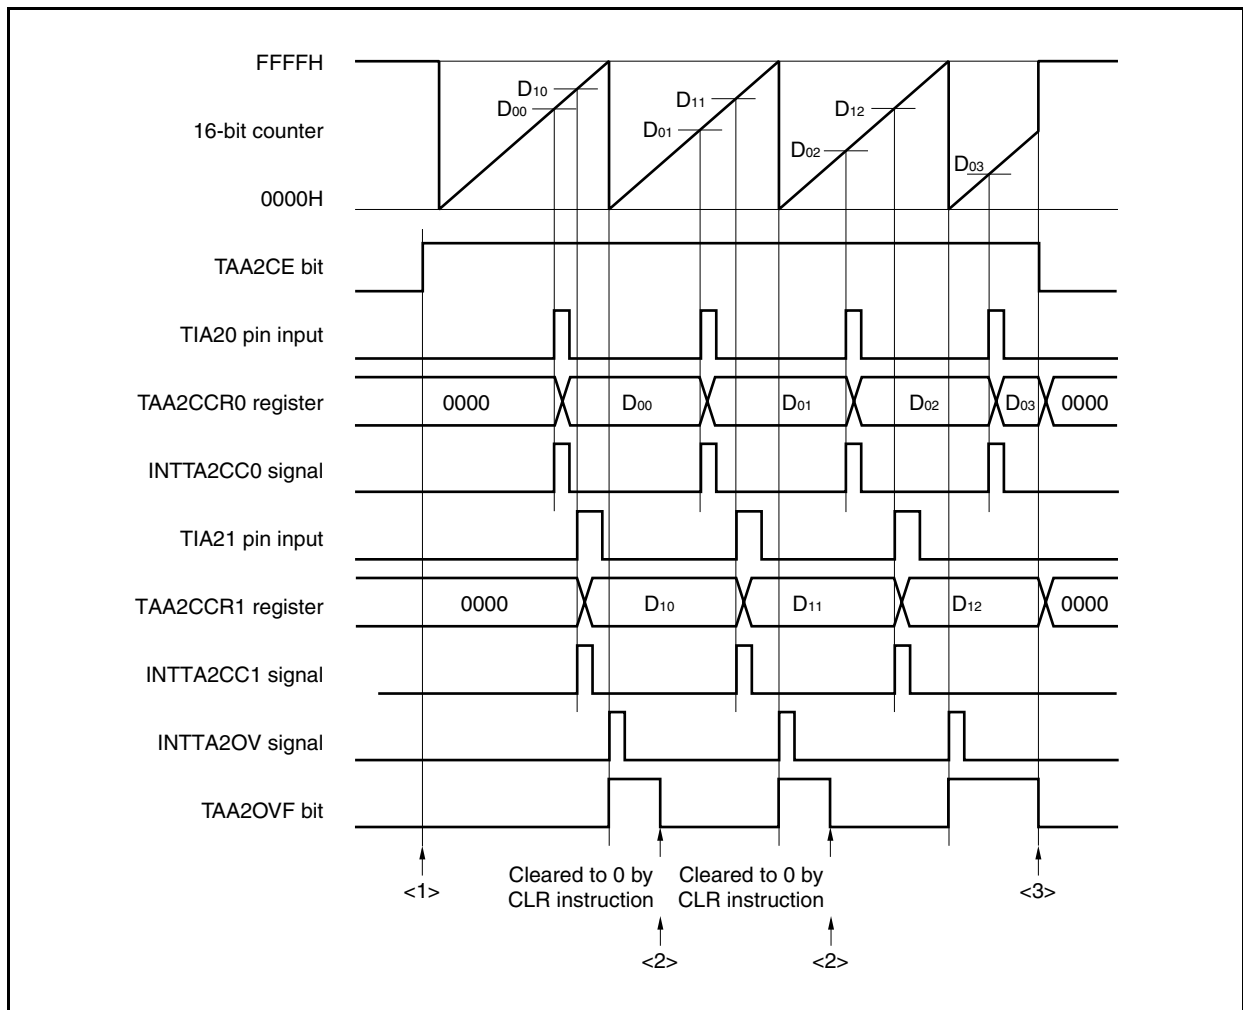 FFFFH
D10
D00
D11
D12
16-bit counter
D01
D02
D03
0000H
TAA2CE bit
TIA20 pin input
TAA2CCR0 register
0000 D00 D01 D02 D03 0000
INTTA2CC0 signal
TIA21 pin input
TAA2CCR1 register
0000 D10 D11 D12 0000
INTTA2CC1 signal
INTTA2OV signal
TAA2OVF bit
<1>
Cleared to 0 by
CLR instruction
Cleared to 0 by
CLR instruction
<3>
<2>
<2>